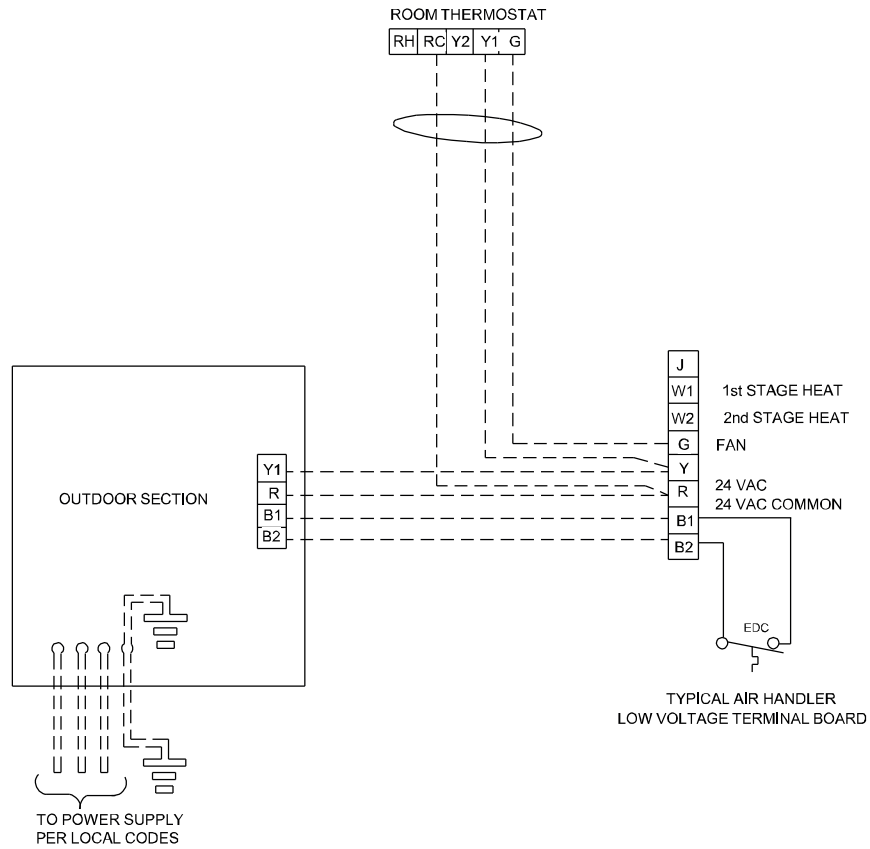 ROOM THERMOSTAT
RH RC Y2 Y1 G
J
W1 1st STAGE HEAT
W2 2nd STAGE HEAT
G FAN
Y
R 24 VAC
24 VAC COMMON
B1
B2
OUTDOOR SECTION
Y1
R
B1
B2
EDC
TYPICAL AIR HANDLER
LOW VOLTAGE TERMINAL BOARD
TO POWER SUPPLY
PER LOCAL CODES